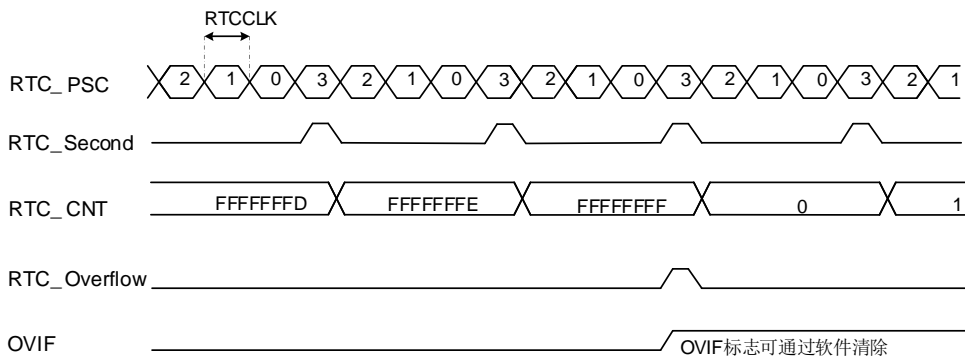 RTCCLK
RTC_PSC 2 1 0 3 2 1 0 3 2 1 0 3 2 1 0 3 2 1
RTC_Second
RTC_CNT FFFFFFFD FFFFFFFE FFFFFFFF 0 1
RTC_Overflow
OVIF OVIF标志可通过软件清除